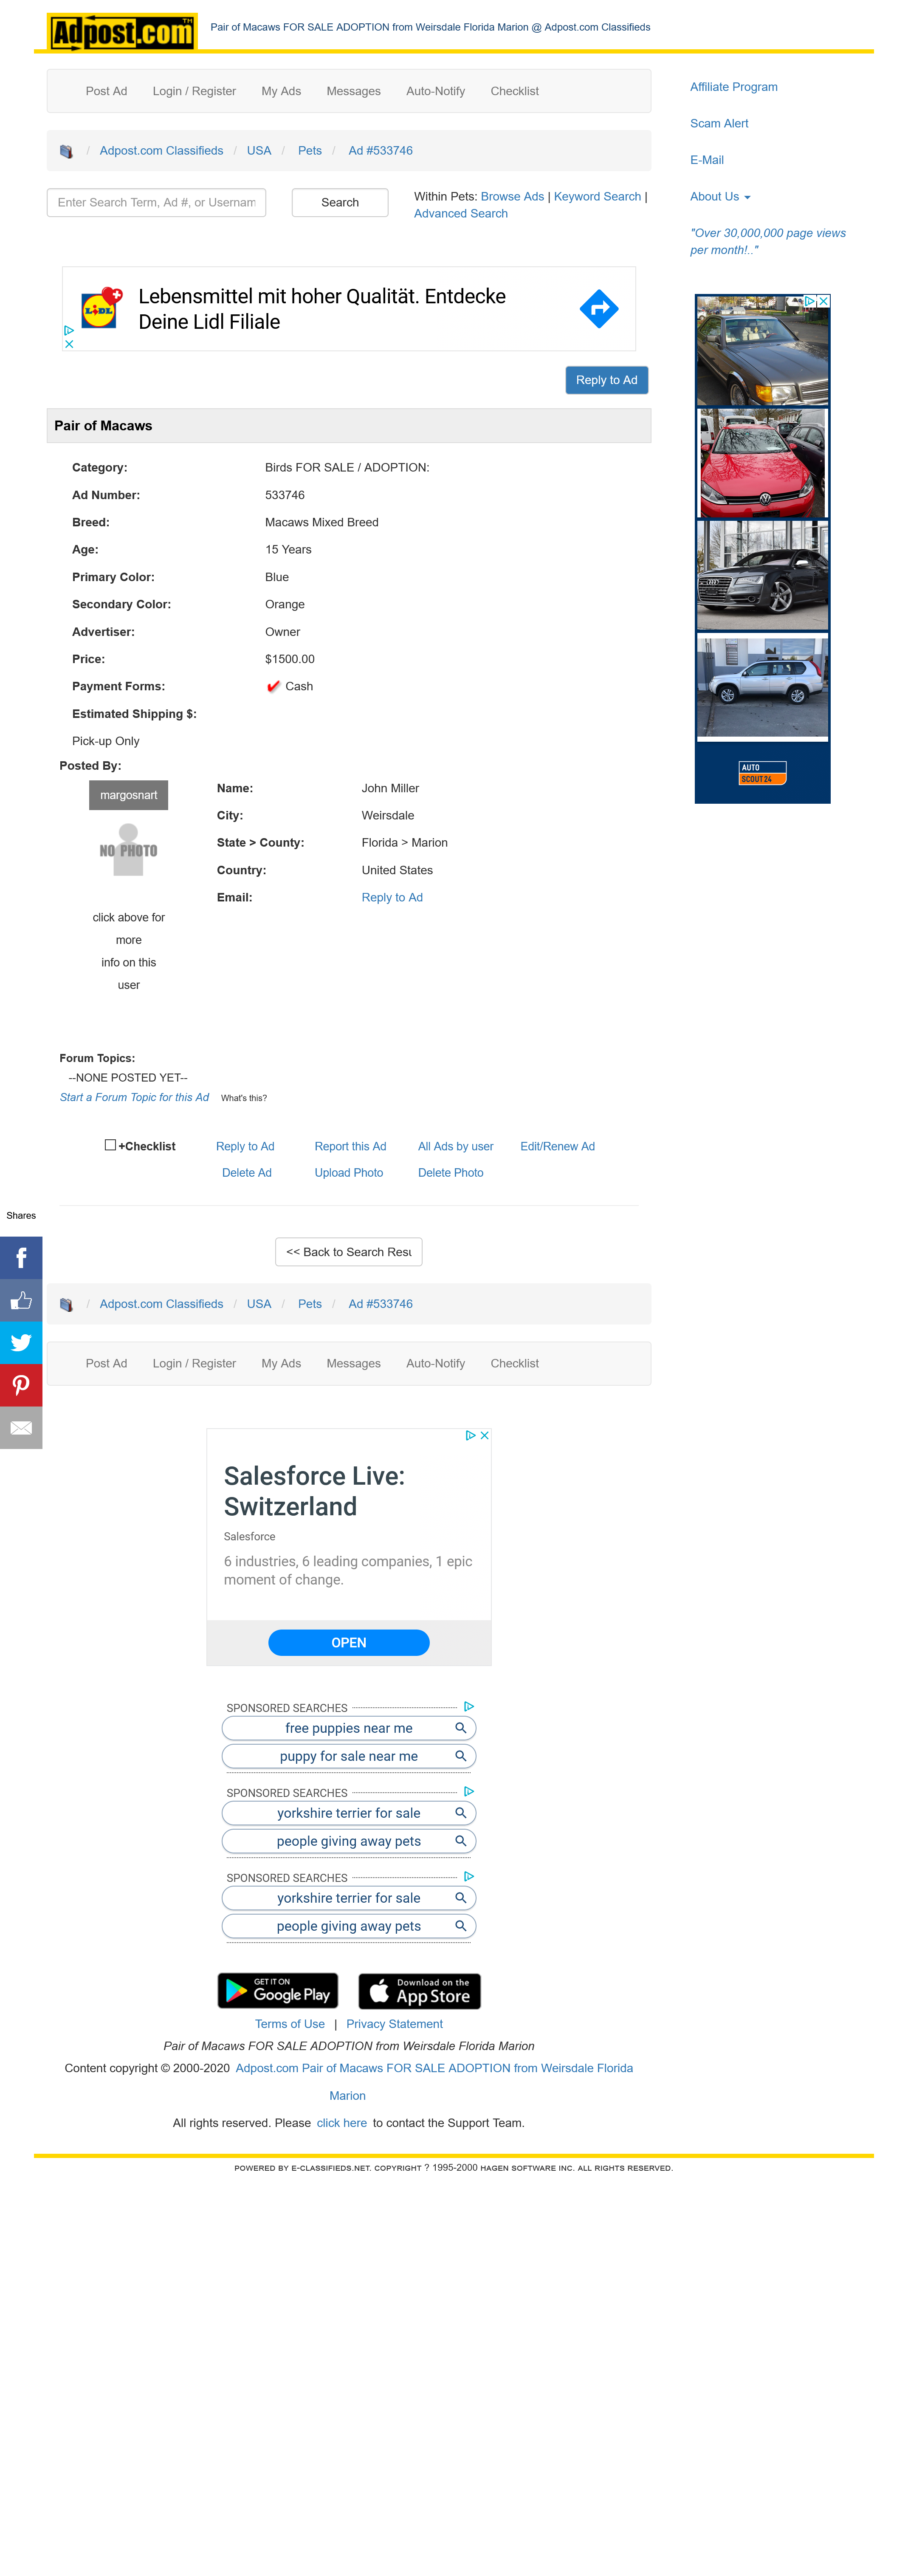 Adpost.com TM
Pair of Macaws FOR SALE ADOPTION from Weirsdale Florida Marion @ Adpost.com Classifieds
Post Ad Login / Register My Ads Messages Auto-Notify Checklist
/ Adpost.com Classifieds / USA / Pets / Ad #533746
Enter Search Term, Ad #, or Usernam
Search
Within Pets: Browse Ads | Keyword Search |
Advanced Search
Affiliate Program
Scam Alert
E-Mail
About Us
"Over 30,000,000 page views
per month!.."
LIDL
Lebensmittel mit hoher Qualität. Entdecke
Deine Lidl Filiale
Reply to Ad
Pair of Macaws
Category: Birds FOR SALE / ADOPTION:
Ad Number: 533746
Breed: Macaws Mixed Breed
Age: 15 Years
Primary Color: Blue
Secondary Color: Orange
Advertiser: Owner
Price: $1500.00
Payment Forms: Cash
Estimated Shipping $:
Pick-up Only
AUTO
SCOUT24
Posted By:
margosnart
NO PHOTO
click above for
more
info on this
user
Name: John Miller
City: Weirsdale
State > County: Florida > Marion
Country: United States
Email: Reply to Ad
Forum Topics:
--NONE POSTED YET--
Start a Forum Topic for this Ad What's this?
+Checklist Reply to Ad Report this Ad All Ads by user Edit/Renew Ad
Delete Ad Upload Photo Delete Photo
Shares
<< Back to Search Resu
/ Adpost.com Classifieds / USA / Pets / Ad #533746
Post Ad Login / Register My Ads Messages Auto-Notify Checklist
Salesforce Live:
Switzerland
Salesforce
6 industries, 6 leading companies, 1 epic
moment of change.
OPEN
SPONSORED SEARCHES
free puppies near me
puppy for sale near me
SPONSORED SEARCHES
yorkshire terrier for sale
people giving away pets
SPONSORED SEARCHES
yorkshire terrier for sale
people giving away pets
GET IT ON
Google Play
Download on the
App Store
Terms of Use | Privacy Statement
Pair of Macaws FOR SALE ADOPTION from Weirsdale Florida Marion
Content copyright © 2000-2020 Adpost.com Pair of Macaws FOR SALE ADOPTION from Weirsdale Florida
Marion
All rights reserved. Please click here to contact the Support Team.
POWERED BY E-CLASSIFIEDS.NET. COPYRIGHT ? 1995-2000 HAGEN SOFTWARE INC. ALL RIGHTS RESERVED.